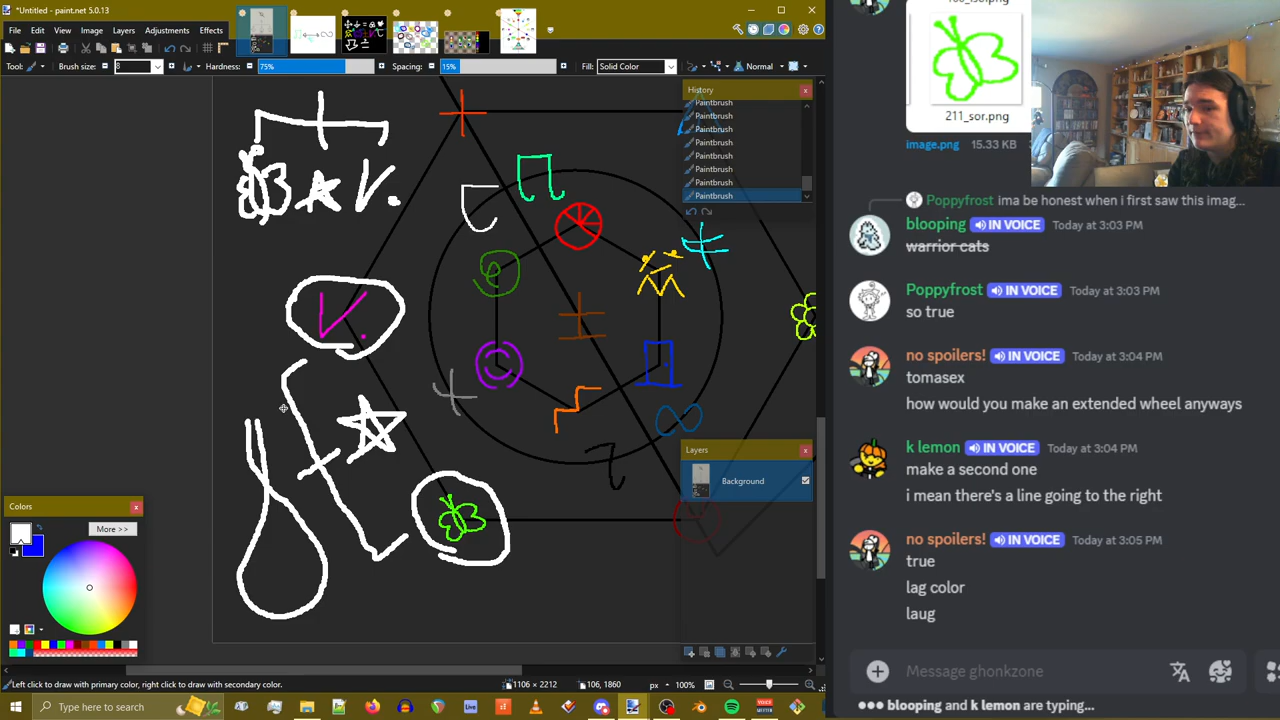 *Untitled - paint.net 5.0.13
File Edit View Image Layers Adjustments Effects
Tool: Brush size: 8 Hardness: 75% Spacing: 15% Fill: Solid Color Normal
History
Paintbrush
Paintbrush
Paintbrush
Paintbrush
Paintbrush
Paintbrush
Paintbrush
Paintbrush
Layers
Background
Colors
More >>
Left click to draw with primary color, right click to draw with secondary color.
1106 × 2212
106, 1860
px
100%
Type here to search
211_sor.png
image.png 15.33 KB
Poppyfrost ima be honest when i first saw this imag...
blooping IN VOICE Today at 3:03 PM
warrior cats
Poppyfrost IN VOICE Today at 3:03 PM
so true
no spoilers! IN VOICE Today at 3:04 PM
tomasex
how would you make an extended wheel anyways
k lemon IN VOICE Today at 3:04 PM
make a second one
i mean there's a line going to the right
no spoilers! IN VOICE Today at 3:05 PM
true
lag color
laug
Message ghonkzone
blooping and k lemon are typing...